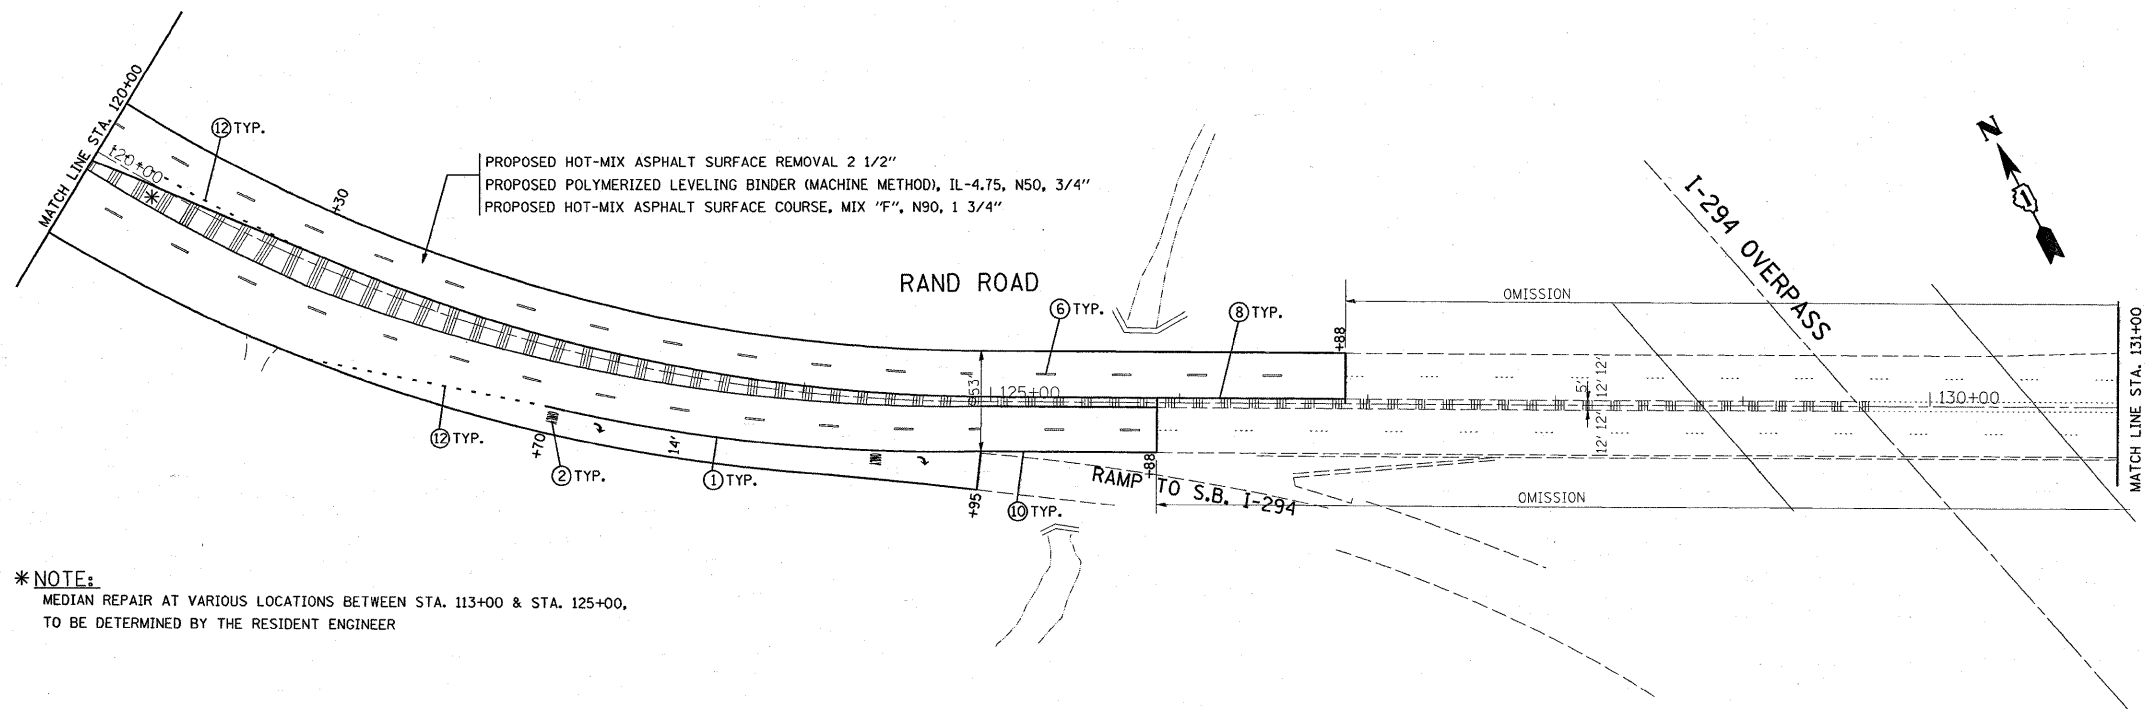 MATCH LINE STA. 120+00
120+00
12 TYP.
+30
PROPOSED HOT-MIX ASPHALT SURFACE REMOVAL 2 1/2"
PROPOSED POLYMERIZED LEVELING BINDER (MACHINE METHOD), IL-4.75, N50, 3/4"
PROPOSED HOT-MIX ASPHALT SURFACE COURSE, MIX "F", N90, 1 3/4"
RAND ROAD
6 TYP.
8 TYP.
+88
OMISSION
I-294 OVERPASS
N
1
MATCH LINE STA. 131+00
53'
125+00
12' 12'
5'
12' 12'
130+00
12 TYP.
+70
2 TYP.
14'
1 TYP.
+95
10 TYP.
+88
RAMP TO S.B. I-294
OMISSION
* NOTE:
MEDIAN REPAIR AT VARIOUS LOCATIONS BETWEEN STA. 113+00 & STA. 125+00,
TO BE DETERMINED BY THE RESIDENT ENGINEER